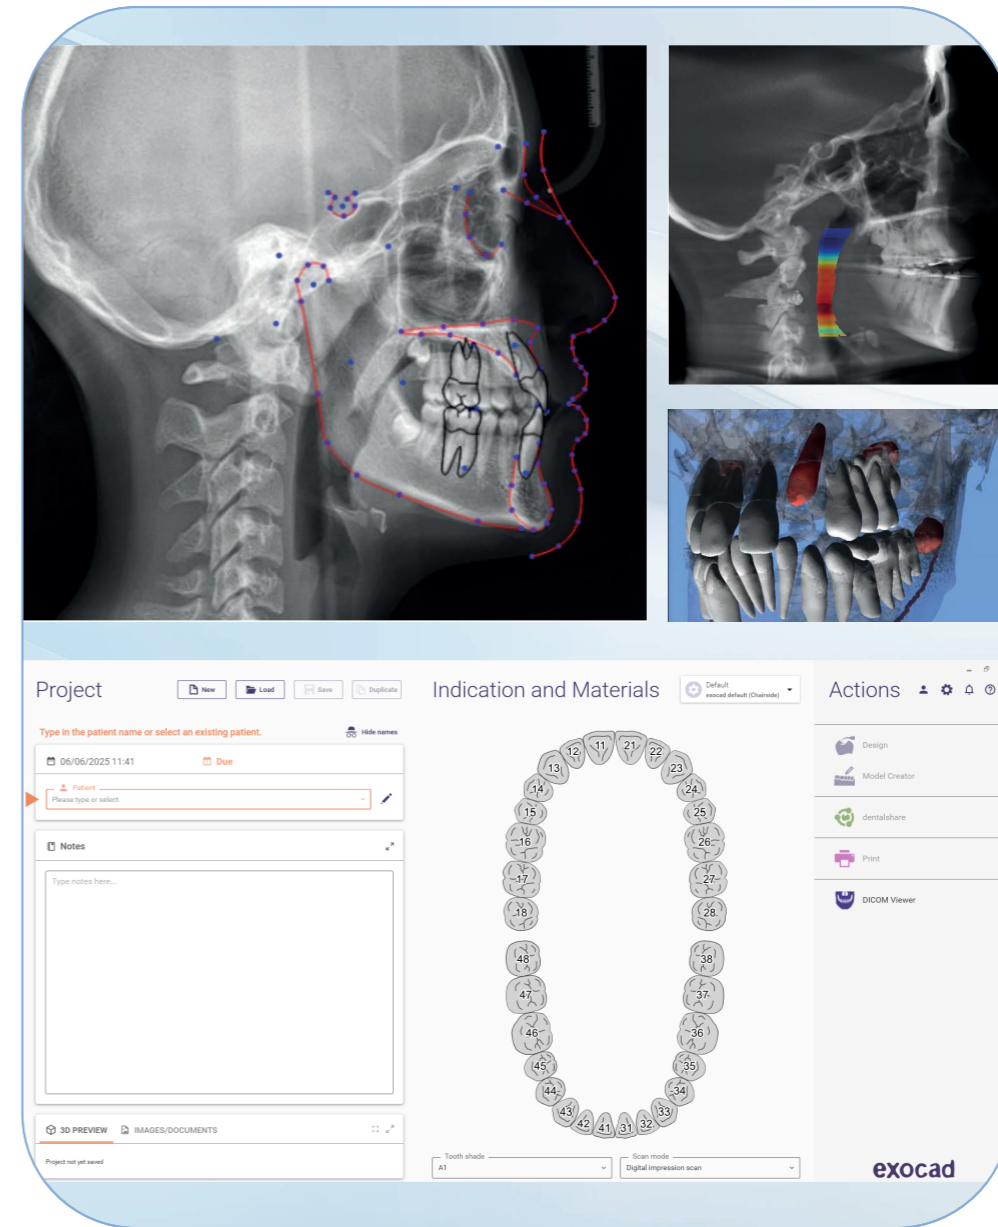 Project
New
Load
Save
Duplicate
Type in the patient name or select an existing patient.
Hide names
06/06/2025 11:41
Due
Patient
Please type or select
Notes
Type notes here...
3D PREVIEW
IMAGES/DOCUMENTS
Project not yet saved
Indication and Materials
Default
exocad default (Chairside)
11
21
12
22
13
23
14
24
15
25
16
26
17
27
18
28
48
38
47
37
46
36
45
35
44
34
43
33
42
32
41
31
Tooth shade
A1
Scan mode
Digital impression scan
Actions
Design
Model Creator
dentalshare
Print
DICOM Viewer
exocad